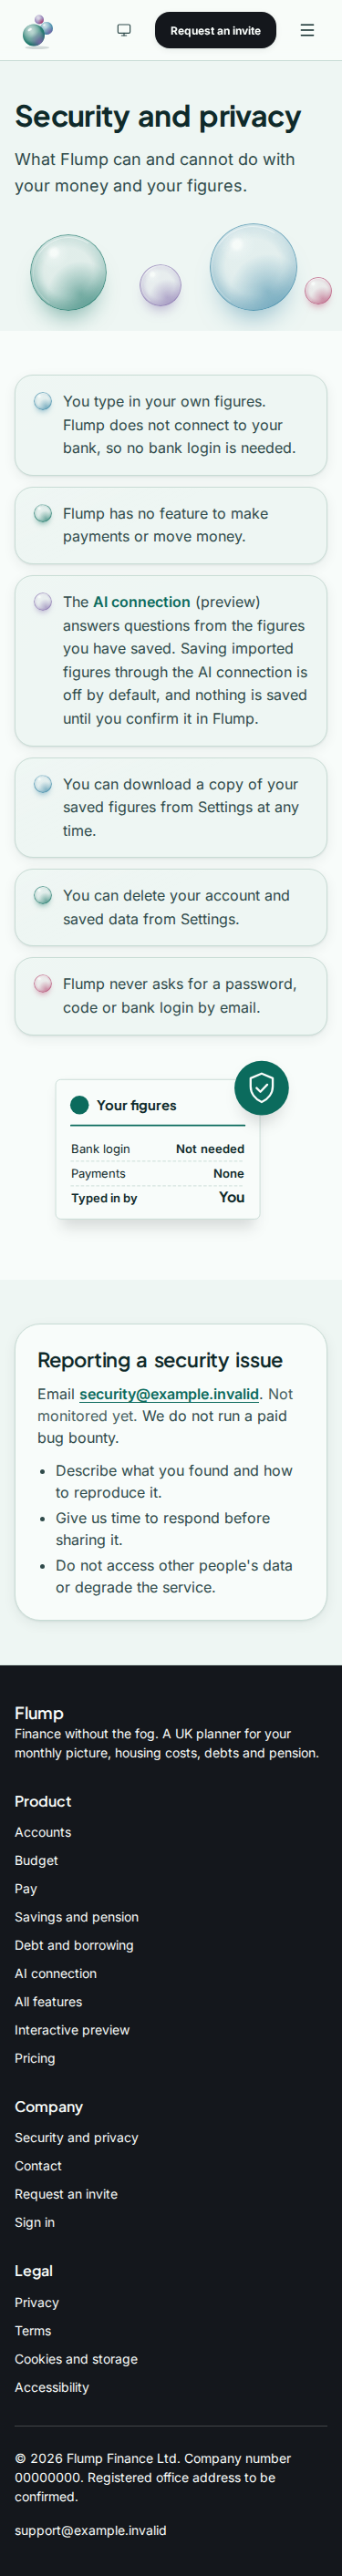 Request an invite
Security and privacy
What Flump can and cannot do with
your money and your figures.
You type in your own figures.
Flump does not connect to your
bank, so no bank login is needed.
Flump has no feature to make
payments or move money.
The AI connection (preview)
answers questions from the figures
you have saved. Saving imported
figures through the AI connection is
off by default, and nothing is saved
until you confirm it in Flump.
You can download a copy of your
saved figures from Settings at any
time.
You can delete your account and
saved data from Settings.
Flump never asks for a password,
code or bank login by email.
Your figures
Bank login Not needed
Payments None
Typed in by You
Reporting a security issue
Email security@example.invalid. Not
monitored yet. We do not run a paid
bug bounty.
• Describe what you found and how
to reproduce it.
• Give us time to respond before
sharing it.
• Do not access other people's data
or degrade the service.
Flump
Finance without the fog. A UK planner for your
monthly picture, housing costs, debts and pension.
Product
Accounts
Budget
Pay
Savings and pension
Debt and borrowing
AI connection
All features
Interactive preview
Pricing
Company
Security and privacy
Contact
Request an invite
Sign in
Legal
Privacy
Terms
Cookies and storage
Accessibility
© 2026 Flump Finance Ltd. Company number
00000000. Registered office address to be
confirmed.
support@example.invalid